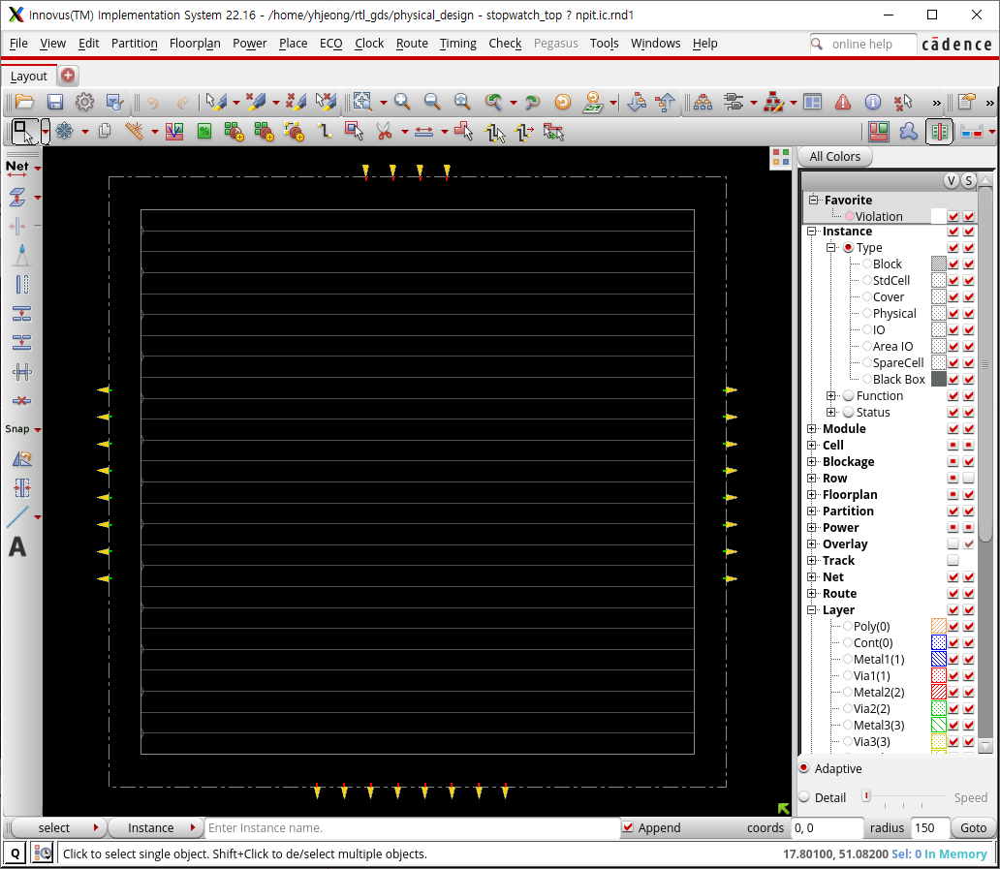 Innovus(TM) Implementation System 22.16 - /home/yhjeong/rtl_gds/physical_design - stopwatch_top ? npit.ic.rnd1
File View Edit Partition Floorplan Power Place ECO Clock Route Timing Check Pegasus Tools Windows Help online help cādence
Layout
» »
Net
Snap
A
All Colors
V S
Favorite
Violation
Instance
Type
Block
StdCell
Cover
Physical
IO
Area IO
SpareCell
Black Box
Function
Status
Module
Cell
Blockage
Row
Floorplan
Partition
Power
Overlay
Track
Net
Route
Layer
Poly(0)
Cont(0)
Metal1(1)
Via1(1)
Metal2(2)
Via2(2)
Metal3(3)
Via3(3)
Adaptive
Detail Speed
select Instance Enter Instance name. Append coords 0, 0 radius 150 Goto
Q Click to select single object. Shift+Click to de/select multiple objects. 17.80100, 51.08200 Sel: 0 In Memory